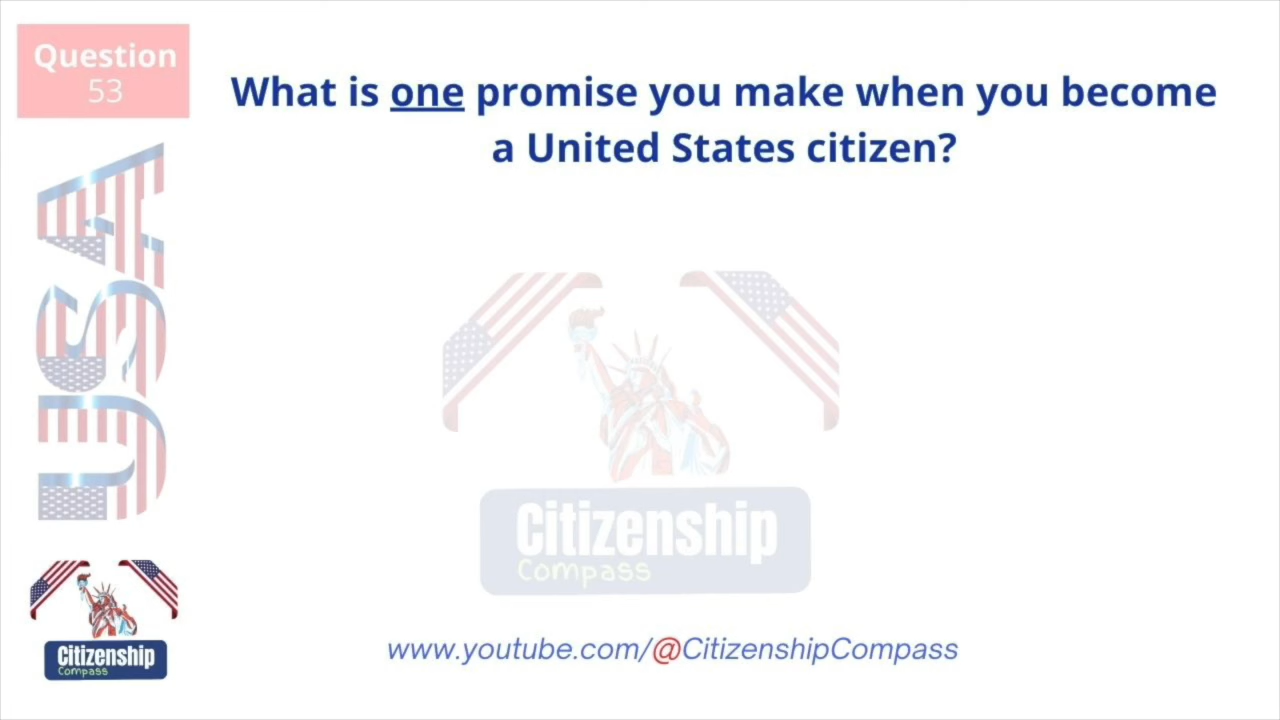 Question
53
What is one promise you make when you become
a United States citizen?
USA
Citizenship
Compass
Citizenship
Compass
www.youtube.com/@CitizenshipCompass